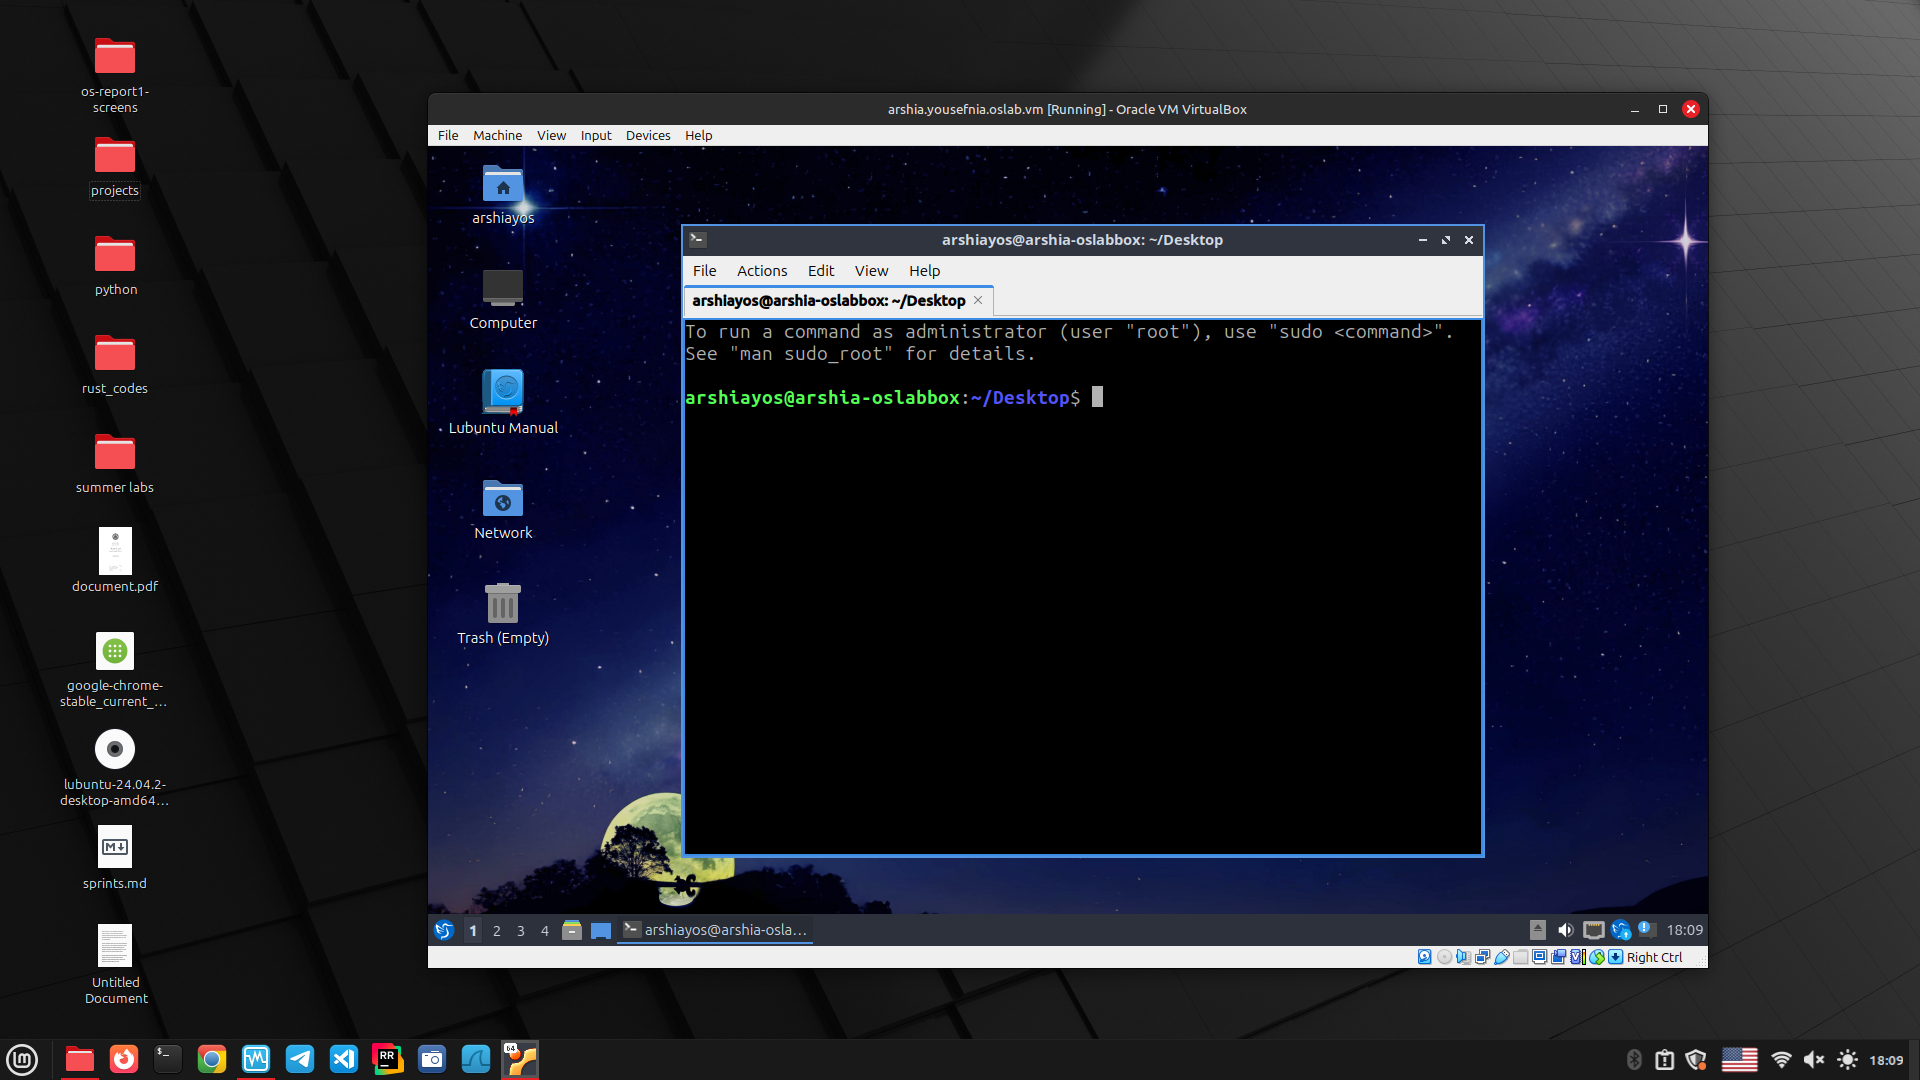 os-report1-
screens
projects
python
rust_codes
summer labs
document.pdf
google-chrome-
stable_current_...
lubuntu-24.04.2-
desktop-amd64...
sprints.md
Untitled
Document
arshia.yousefnia.oslab.vm [Running] - Oracle VM VirtualBox
File Machine View Input Devices Help
arshiayos
Computer
Lubuntu Manual
Network
Trash (Empty)
arshiayos@arshia-oslabbox: ~/Desktop
File Actions Edit View Help
arshiayos@arshia-oslabbox: ~/Desktop
To run a command as administrator (user "root"), use "sudo <command>".
See "man sudo_root" for details.
arshiayos@arshia-oslabbox:~/Desktop$
1 2 3 4 arshiayos@arshia-osla... 18:09
Right Ctrl
RR
64
18:09